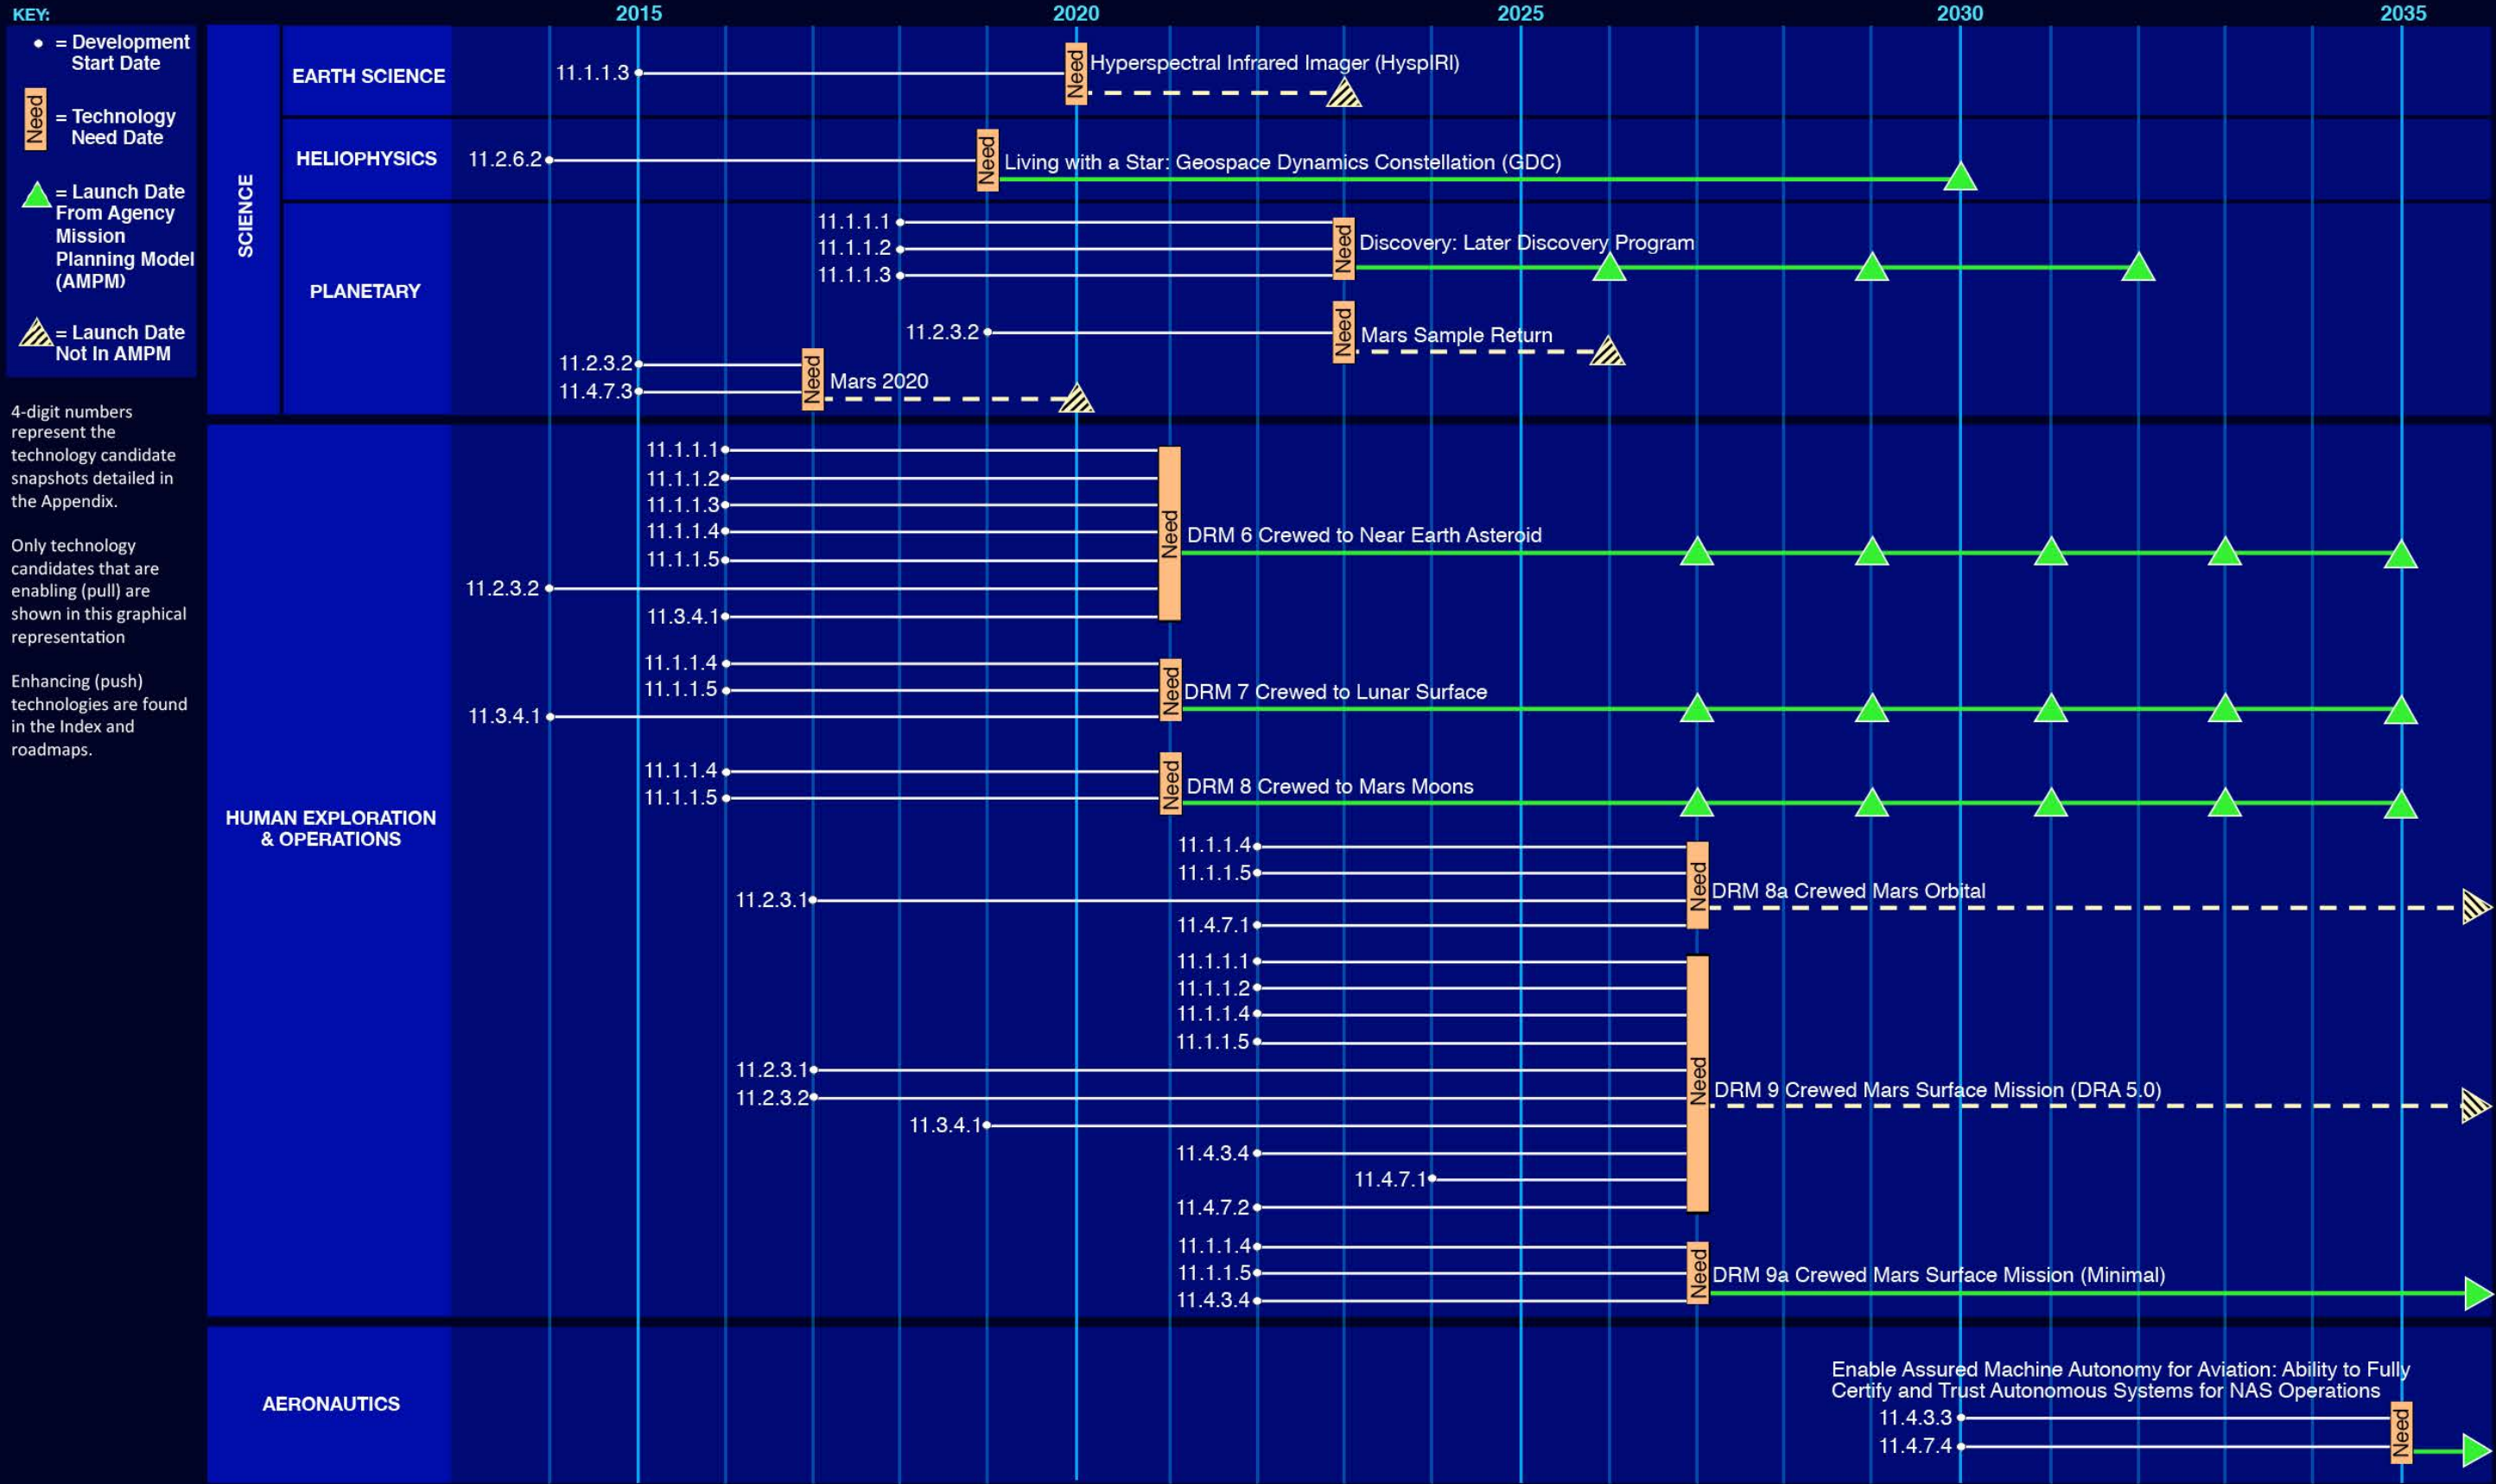 KEY:
2015
2020
2025
2030
2035
= Development
Start Date
Need
= Technology
Need Date
= Launch Date
From Agency
Mission
Planning Model
(AMPM)
= Launch Date
Not In AMPM
4-digit numbers
represent the
technology candidate
snapshots detailed in
the Appendix.
Only technology
candidates that are
enabling (pull) are
shown in this graphical
representation
Enhancing (push)
technologies are found
in the Index and
roadmaps.
SCIENCE
EARTH SCIENCE
11.1.1.3
Need
Hyperspectral Infrared Imager (HyspIRI)
HELIOPHYSICS
11.2.6.2
Need
Living with a Star: Geospace Dynamics Constellation (GDC)
PLANETARY
11.1.1.1
11.1.1.2
11.1.1.3
Need
Discovery: Later Discovery Program
11.2.3.2
Need
Mars Sample Return
11.2.3.2
11.4.7.3
Need
Mars 2020
HUMAN EXPLORATION
& OPERATIONS
11.1.1.1
11.1.1.2
11.1.1.3
11.1.1.4
11.1.1.5
11.2.3.2
11.3.4.1
Need
DRM 6 Crewed to Near Earth Asteroid
11.1.1.4
11.1.1.5
11.3.4.1
Need
DRM 7 Crewed to Lunar Surface
11.1.1.4
11.1.1.5
Need
DRM 8 Crewed to Mars Moons
11.1.1.4
11.1.1.5
11.2.3.1
11.4.7.1
Need
DRM 8a Crewed Mars Orbital
11.1.1.1
11.1.1.2
11.1.1.4
11.1.1.5
11.2.3.1
11.2.3.2
11.3.4.1
11.4.3.4
11.4.7.1
11.4.7.2
Need
DRM 9 Crewed Mars Surface Mission (DRA 5.0)
11.1.1.4
11.1.1.5
11.4.3.4
Need
DRM 9a Crewed Mars Surface Mission (Minimal)
AERONAUTICS
Enable Assured Machine Autonomy for Aviation: Ability to Fully
Certify and Trust Autonomous Systems for NAS Operations
11.4.3.3
11.4.7.4
Need